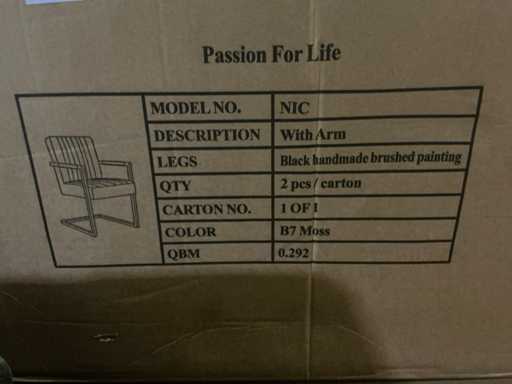 Passion For Life
MODEL NO. NIC
DESCRIPTION With Arm
LEGS Black handmade brushed painting
QTY 2 pcs / carton
CARTON NO. 1 OF 1
COLOR B7 Moss
QBM 0.292